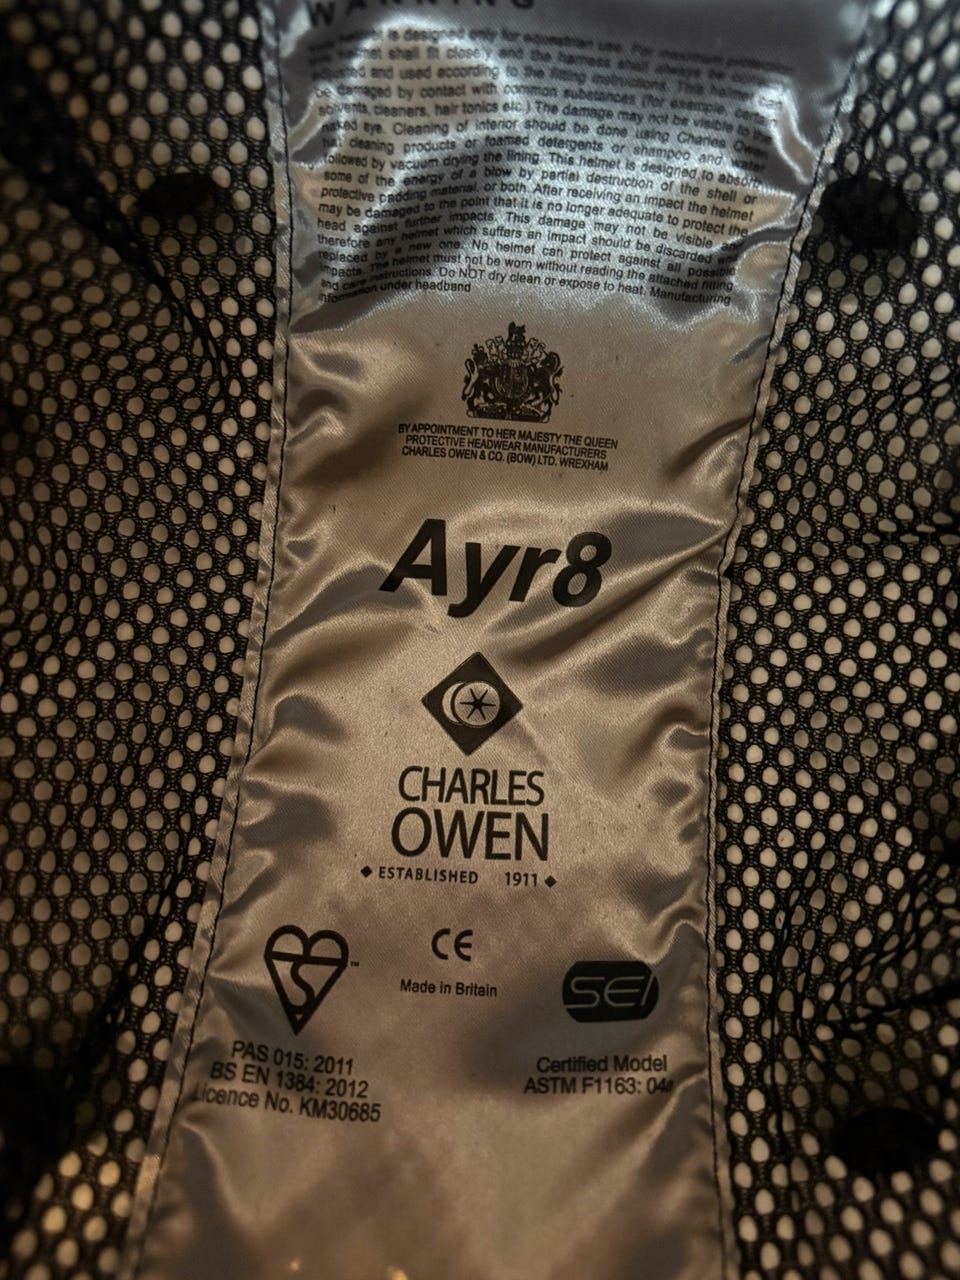 WARNING
is designed only for equestrian use. For maximum protection
helmet shall fit closely and the harness shall always be
adjusted and used according to the fitting instructions. This helmet can
be damaged by contact with common substances (for example,
solvents, cleaners, hair tonics etc.) The damage may not be visible to the
naked eye. Cleaning of interior should be done using Charles Owen
hat cleaning products or foamed detergents or shampoo and water
followed by vacuum drying the lining. This helmet is designed to absorb
some of the energy of a blow by partial destruction of the shell or
protective padding material, or both. After receiving an impact the helmet
may be damaged to the point that it is no longer adequate to protect the
head against further impacts. This damage may not be visible and
therefore any helmet which suffers an impact should be discarded and
replaced by a new one. No helmet can protect against all possible
impacts. The helmet must not be worn without reading the attached fitting
and care instructions. Do NOT dry clean or expose to heat. Manufacturing
information under headband
BY APPOINTMENT TO HER MAJESTY THE QUEEN
PROTECTIVE HEADWEAR MANUFACTURERS
CHARLES OWEN & CO. (BOW) LTD. WREXHAM
Ayr8
CHARLES
OWEN
ESTABLISHED 1911
CE
Made in Britain
™
SEI
PAS 015: 2011
BS EN 1384: 2012
Licence No. KM30685
Certified Model
ASTM F1163: 04a